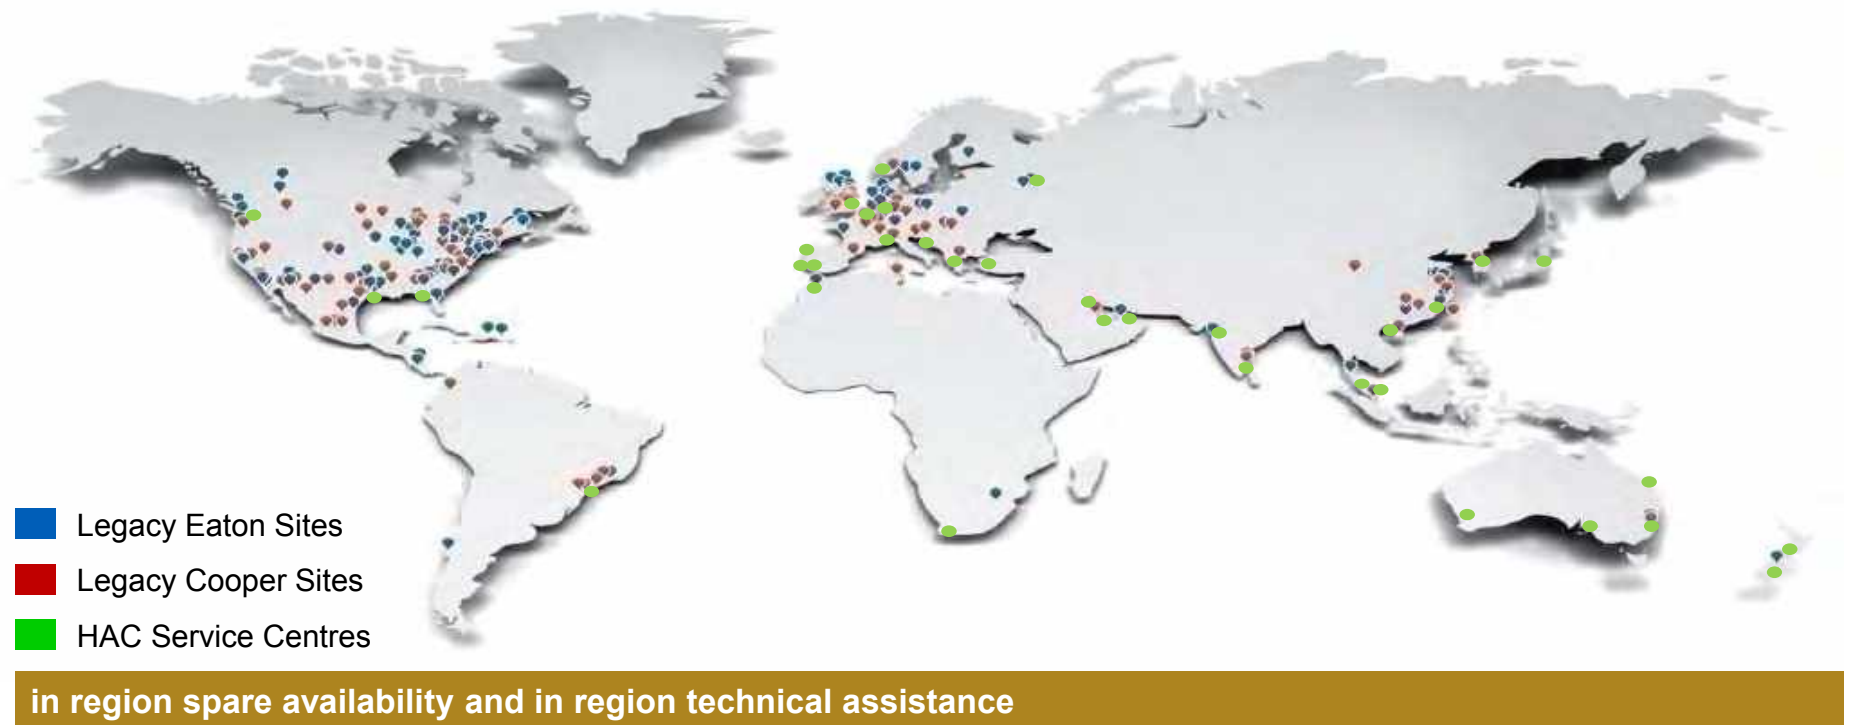 Legacy Eaton Sites
Legacy Cooper Sites
HAC Service Centres
in region spare availability and in region technical assistance